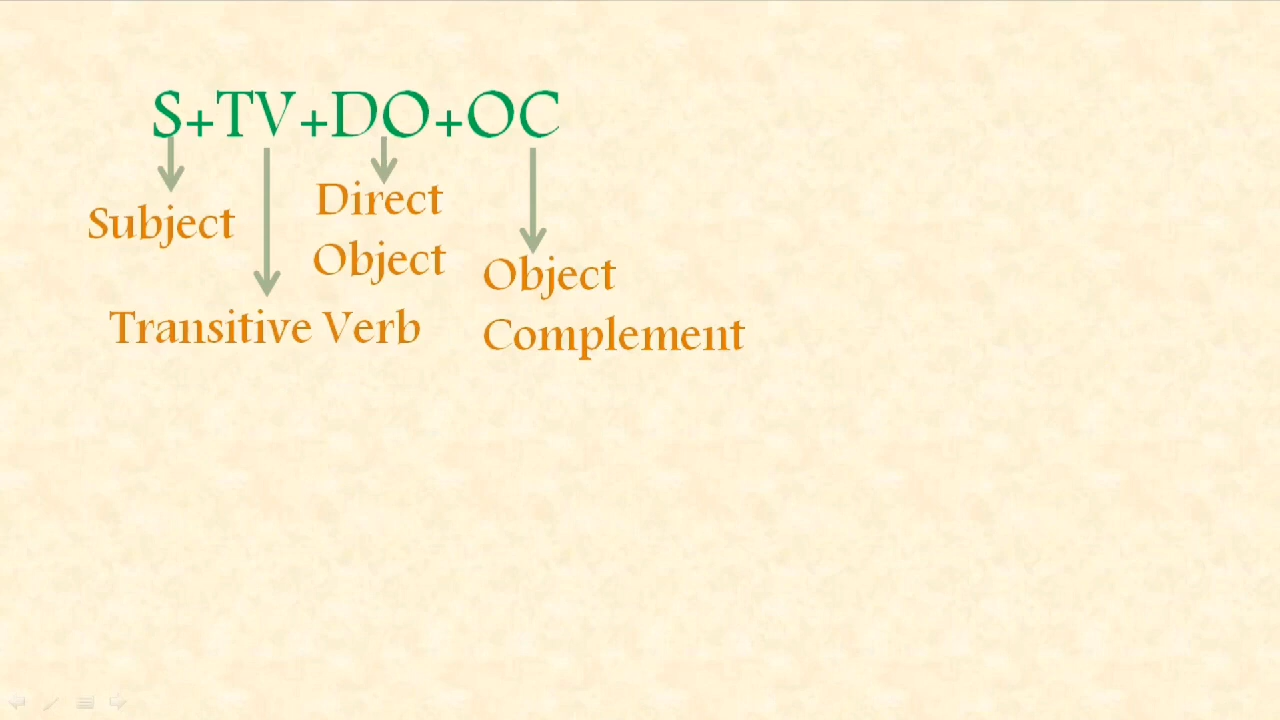 S+TV+DO+OC
Subject
Direct
Object
Transitive Verb
Object
Complement